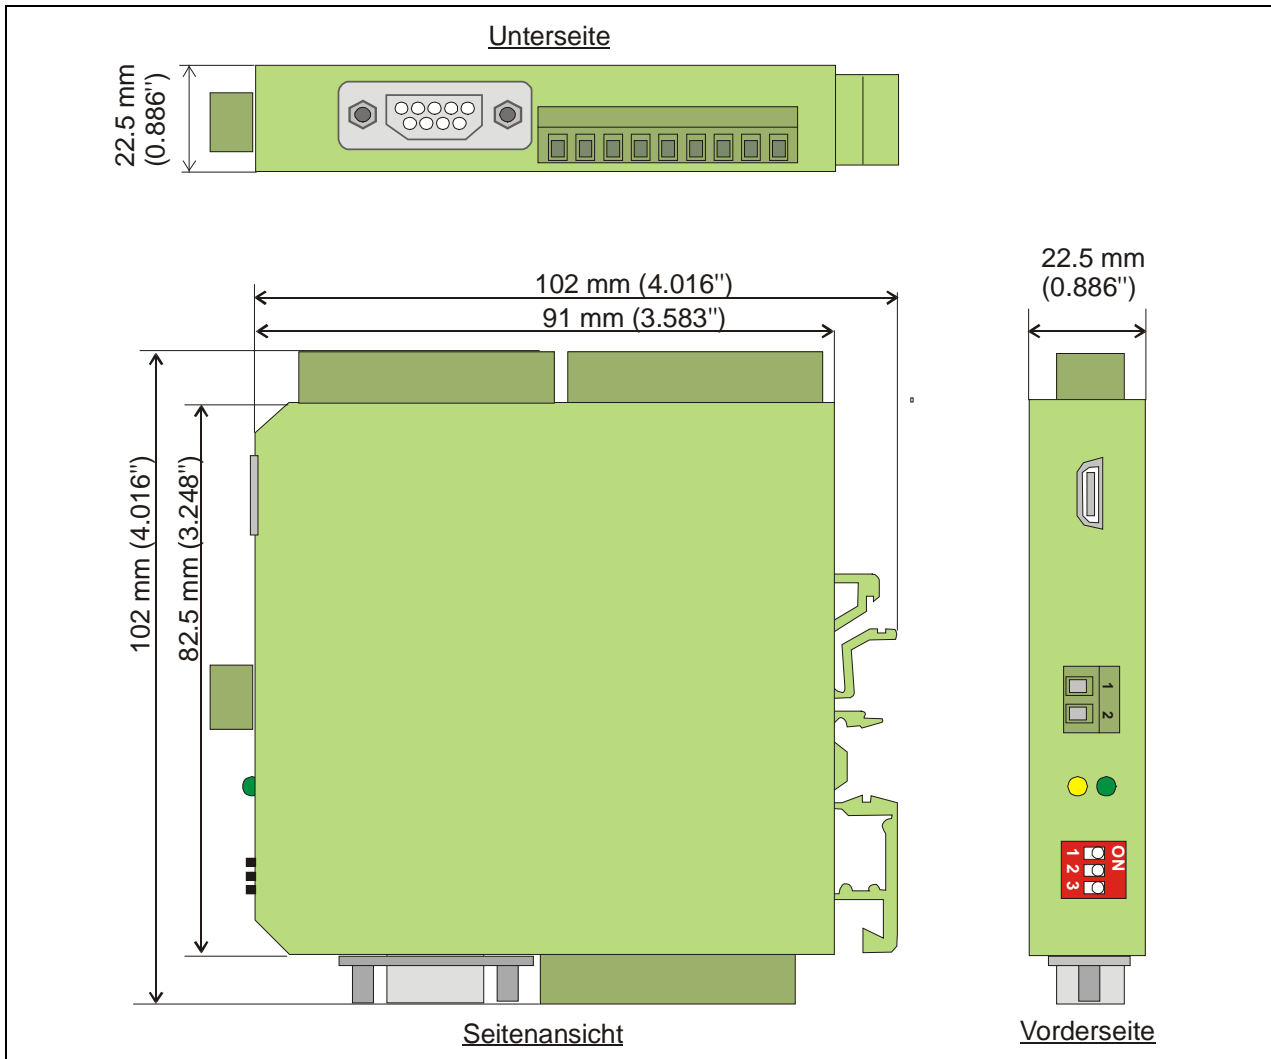 Unterseite
22.5 mm
(0.886")
102 mm (4.016")
91 mm (3.583")
22.5 mm
(0.886")
102 mm (4.016")
82.5 mm (3.248")
1
2
ON
1
2
3
Seitenansicht
Vorderseite